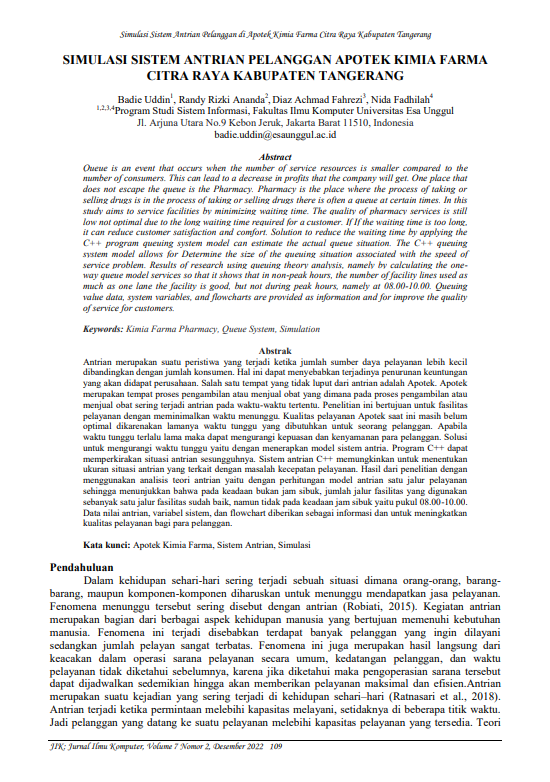 Simulasi Sistem Antrian Pelanggan di Apotek Kimia Farma Citra Raya Kabupaten Tangerang
SIMULASI SISTEM ANTRIAN PELANGGAN APOTEK KIMIA FARMA
CITRA RAYA KABUPATEN TANGERANG
Badie Uddin1, Randy Rizki Ananda2, Diaz Achmad Fahrezi3, Nida Fadhilah4
1,2,3,4Program Studi Sistem Informasi, Fakultas Ilmu Komputer Universitas Esa Unggul
Jl. Arjuna Utara No.9 Kebon Jeruk, Jakarta Barat 11510, Indonesia
badie.uddin@esaunggul.ac.id
Abstract
Queue is an event that occurs when the number of service resources is smaller compared to the
number of consumers. This can lead to a decrease in profits that the company will get. One place that
does not escape the queue is the Pharmacy. Pharmacy is the place where the process of taking or
selling drugs is in the process of taking or selling drugs there is often a queue at certain times. In this
study aims to service facilities by minimizing waiting time. The quality of pharmacy services is still
low not optimal due to the long waiting time required for a customer. If If the waiting time is too long,
it can reduce customer satisfaction and comfort. Solution to reduce the waiting time by applying the
C++ program queuing system model can estimate the actual queue situation. The C++ queuing
system model allows for Determine the size of the queuing situation associated with the speed of
service problem. Results of research using queuing theory analysis, namely by calculating the one-
way queue model services so that it shows that in non-peak hours, the number of facility lines used as
much as one lane the facility is good, but not during peak hours, namely at 08.00-10.00. Queuing
value data, system variables, and flowcharts are provided as information and for improve the quality
of service for customers.
Keywords: Kimia Farma Pharmacy, Queue System, Simulation
Abstrak
Antrian merupakan suatu peristiwa yang terjadi ketika jumlah sumber daya pelayanan lebih kecil
dibandingkan dengan jumlah konsumen. Hal ini dapat menyebabkan terjadinya penurunan keuntungan
yang akan didapat perusahaan. Salah satu tempat yang tidak luput dari antrian adalah Apotek. Apotek
merupakan tempat proses pengambilan atau menjual obat yang dimana pada proses pengambilan atau
menjual obat sering terjadi antrian pada waktu-waktu tertentu. Penelitian ini bertujuan untuk fasilitas
pelayanan dengan meminimalkan waktu menunggu. Kualitas pelayanan Apotek saat ini masih belum
optimal dikarenakan lamanya waktu tunggu yang dibutuhkan untuk seorang pelanggan. Apabila
waktu tunggu terlalu lama maka dapat mengurangi kepuasan dan kenyamanan para pelanggan. Solusi
untuk mengurangi waktu tunggu yaitu dengan menerapkan model sistem antria. Program C++ dapat
memperkirakan situasi antrian sesungguhnya. Sistem antrian C++ memungkinkan untuk menentukan
ukuran situasi antrian yang terkait dengan masalah kecepatan pelayanan. Hasil dari penelitian dengan
menggunakan analisis teori antrian yaitu dengan perhitungan model antrian satu jalur pelayanan
sehingga menunjukkan bahwa pada keadaan bukan jam sibuk, jumlah jalur fasilitas yang digunakan
sebanyak satu jalur fasilitas sudah baik, namun tidak pada keadaan jam sibuk yaitu pukul 08.00-10.00.
Data nilai antrian, variabel sistem, dan flowchart diberikan sebagai informasi dan untuk meningkatkan
kualitas pelayanan bagi para pelanggan.
Kata kunci: Apotek Kimia Farma, Sistem Antrian, Simulasi
Pendahuluan
Dalam kehidupan sehari-hari sering terjadi sebuah situasi dimana orang-orang, barang-
barang, maupun komponen-komponen diharuskan untuk menunggu mendapatkan jasa pelayanan.
Fenomena menunggu tersebut sering disebut dengan antrian (Robiati, 2015). Kegiatan antrian
merupakan bagian dari berbagai aspek kehidupan manusia yang bertujuan memenuhi kebutuhan
manusia. Fenomena ini terjadi disebabkan terdapat banyak pelanggan yang ingin dilayani
sedangkan jumlah pelayan sangat terbatas. Fenomena ini juga merupakan hasil langsung dari
keacakan dalam operasi sarana pelayanan secara umum, kedatangan pelanggan, dan waktu
pelayanan tidak diketahui sebelumnya, karena jika diketahui maka pengoperasian sarana tersebut
dapat dijadwalkan sedemikian hingga akan memberikan pelayanan maksimal dan efisien.Antrian
merupakan suatu kejadian yang sering terjadi di kehidupan sehari–hari (Ratnasari et al., 2018).
Antrian terjadi ketika permintaan melebihi kapasitas melayani, setidaknya di beberapa titik waktu.
Jadi pelanggan yang datang ke suatu pelayanan melebihi kapasitas pelayanan yang tersedia. Teori
JIK; Jurnal Ilmu Komputer, Volume 7 Nomor 2, Desember 2022 109